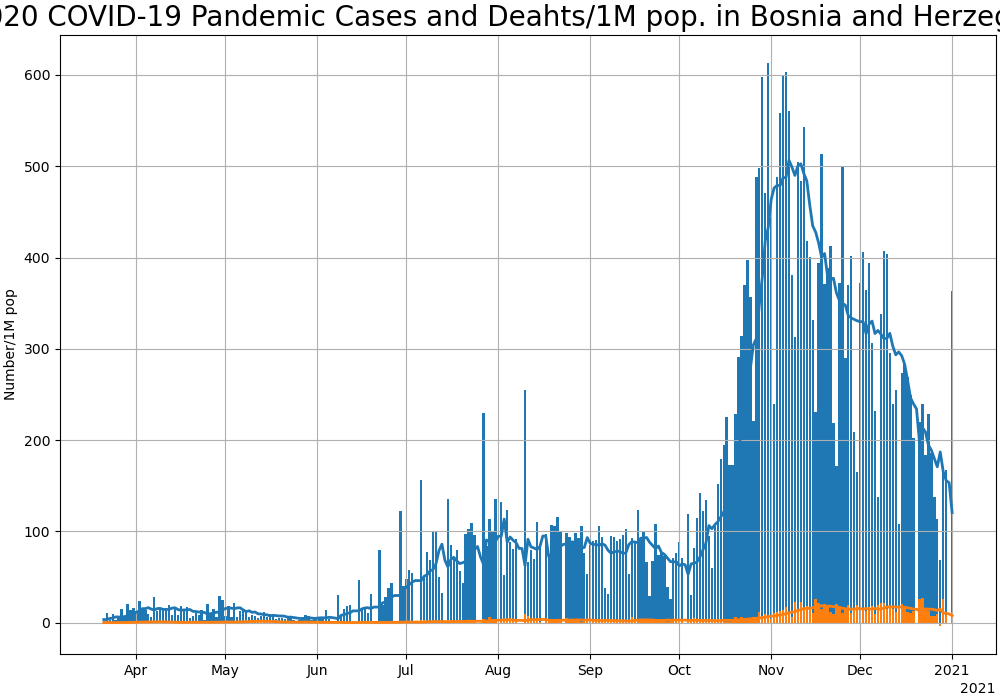 020 COVID-19 Pandemic Cases and Deahts/1M pop. in Bosnia and Herzeg
600
500
400
300
200
100
0
Number/1M pop
Apr May Jun Jul Aug Sep Oct Nov Dec 2021
2021